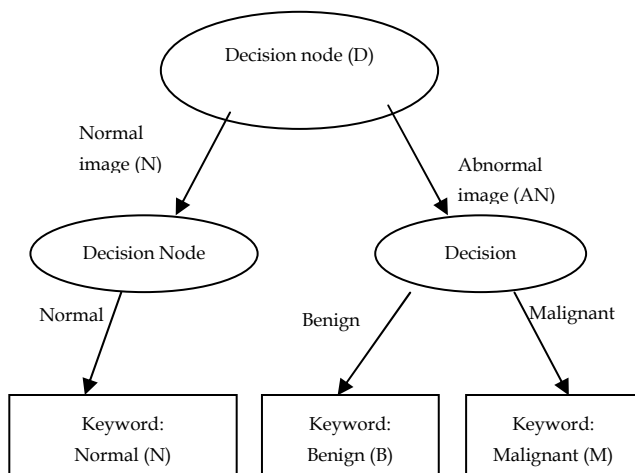 Decision node (D)
Normal
image (N)
Abnormal
image (AN)
Decision Node
Decision
Normal
Benign
Malignant
Keyword:
Normal (N)
Keyword:
Benign (B)
Keyword:
Malignant (M)